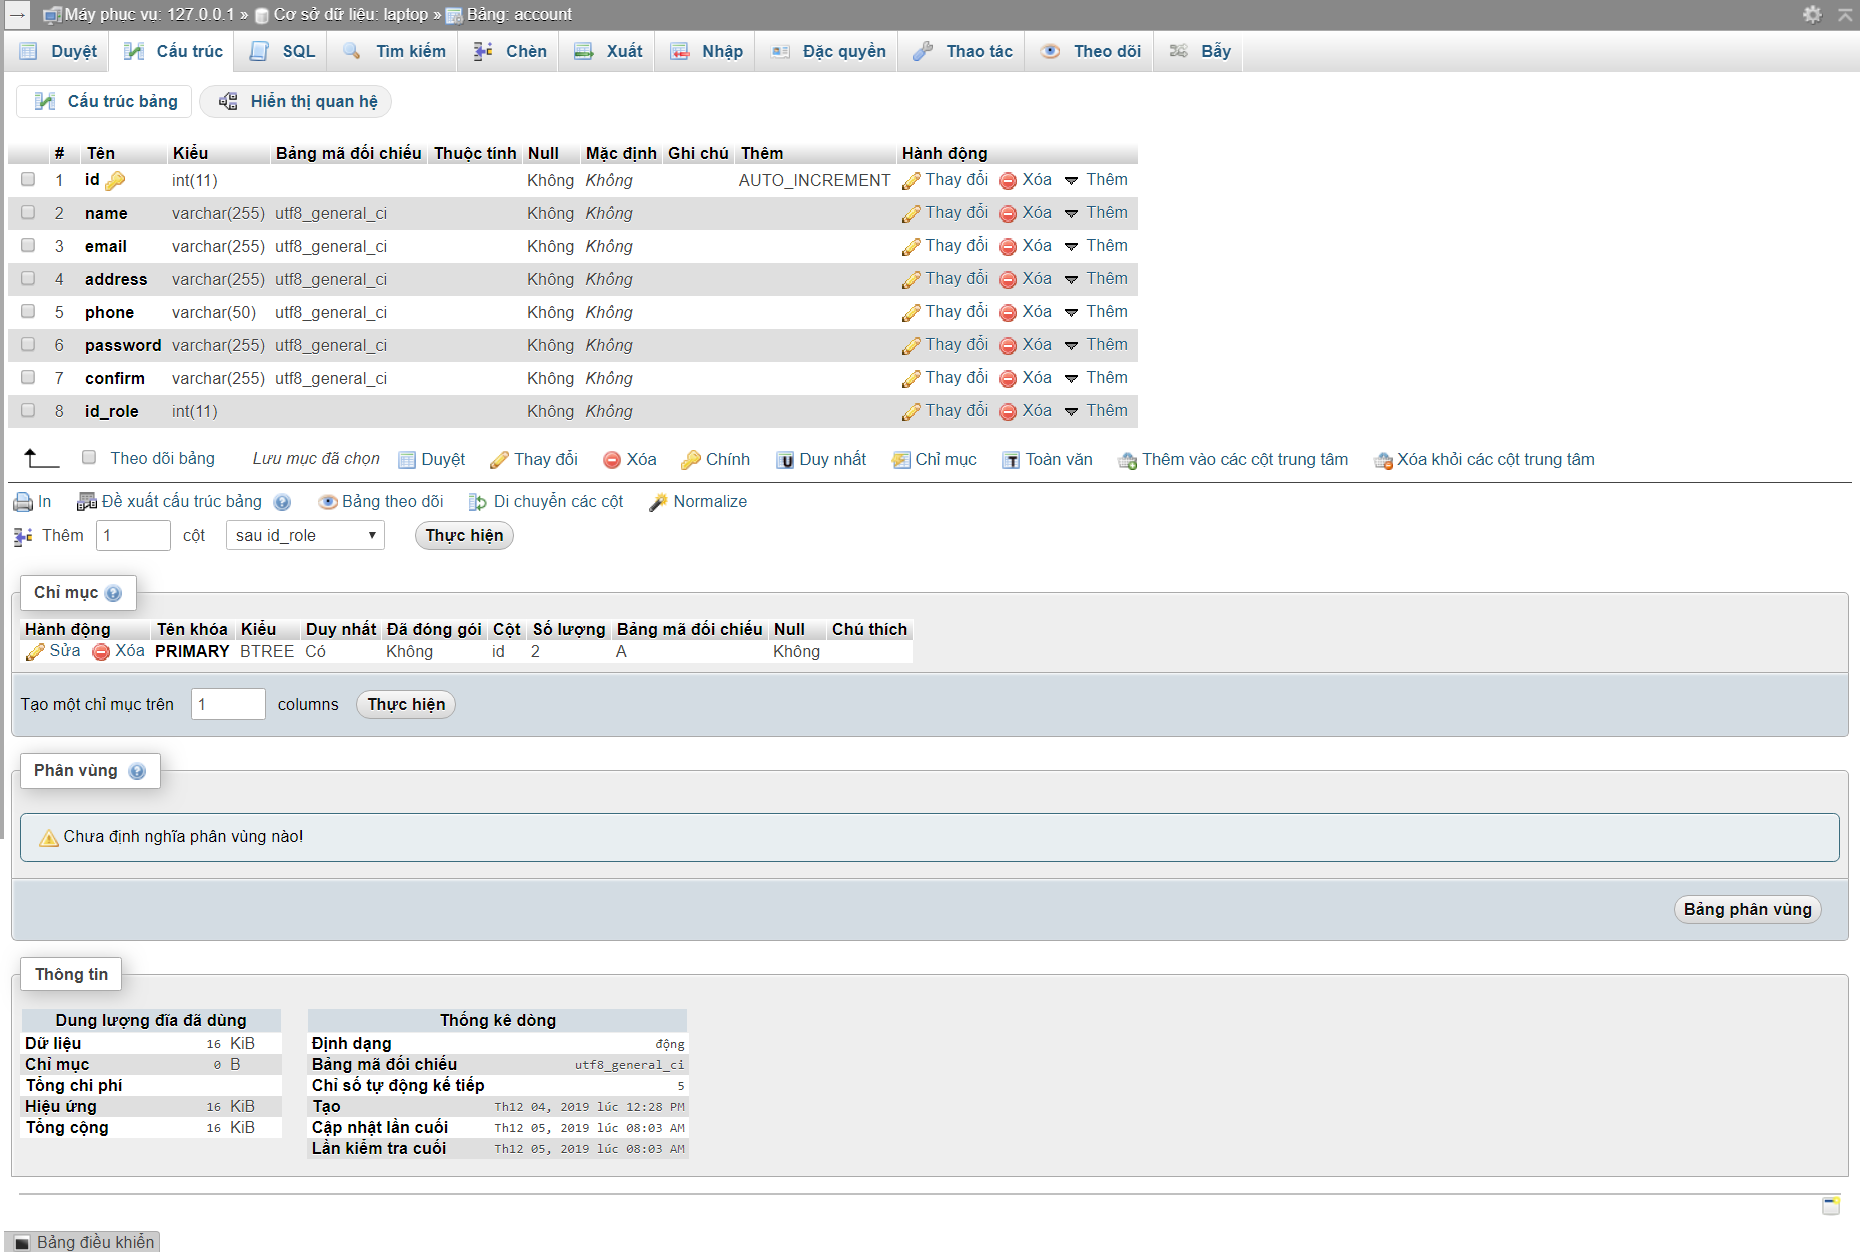 Máy phục vụ: 127.0.0.1 » Cơ sở dữ liệu: laptop » Bảng: account
Duyệt Cấu trúc SQL Tìm kiếm Chèn Xuất Nhập Đặc quyền Thao tác Theo dõi Bẫy
Cấu trúc bảng Hiển thị quan hệ
# Tên Kiểu Bảng mã đối chiếu Thuộc tính Null Mặc định Ghi chú Thêm Hành động
1 id int(11) Không Không AUTO_INCREMENT Thay đổi Xóa Thêm
2 name varchar(255) utf8_general_ci Không Không Thay đổi Xóa Thêm
3 email varchar(255) utf8_general_ci Không Không Thay đổi Xóa Thêm
4 address varchar(255) utf8_general_ci Không Không Thay đổi Xóa Thêm
5 phone varchar(50) utf8_general_ci Không Không Thay đổi Xóa Thêm
6 password varchar(255) utf8_general_ci Không Không Thay đổi Xóa Thêm
7 confirm varchar(255) utf8_general_ci Không Không Thay đổi Xóa Thêm
8 id_role int(11) Không Không Thay đổi Xóa Thêm
Theo dõi bảng Lưu mục đã chọn Duyệt Thay đổi Xóa Chính Duy nhất Chỉ mục Toàn văn Thêm vào các cột trung tâm Xóa khỏi các cột trung tâm
In Đề xuất cấu trúc bảng Bảng theo dõi Di chuyển các cột Normalize
Thêm 1 cột sau id_role Thực hiện
Chỉ mục
Hành động Tên khóa Kiểu Duy nhất Đã đóng gói Cột Số lượng Bảng mã đối chiếu Null Chú thích
Sửa Xóa PRIMARY BTREE Có Không id 2 A Không
Tạo một chỉ mục trên 1 columns Thực hiện
Phân vùng
Chưa định nghĩa phân vùng nào!
Bảng phân vùng
Thông tin
Dung lượng đĩa đã dùng
Dữ liệu 16 KiB
Chỉ mục 0 B
Tổng chi phí
Hiệu ứng 16 KiB
Tổng cộng 16 KiB
Thống kê dòng
Định dạng động
Bảng mã đối chiếu utf8_general_ci
Chỉ số tự động kế tiếp 5
Tạo Th12 04, 2019 lúc 12:28 PM
Cập nhật lần cuối Th12 05, 2019 lúc 08:03 AM
Lần kiểm tra cuối Th12 05, 2019 lúc 08:03 AM
Bảng điều khiển